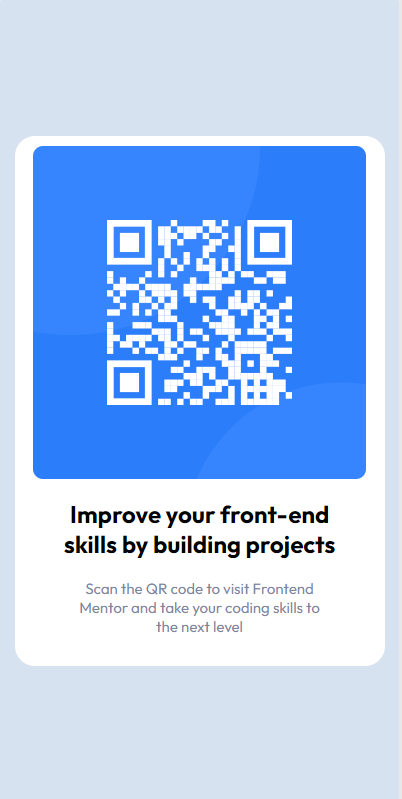 Improve your front-end
skills by building projects
Scan the QR code to visit Frontend
Mentor and take your coding skills to
the next level